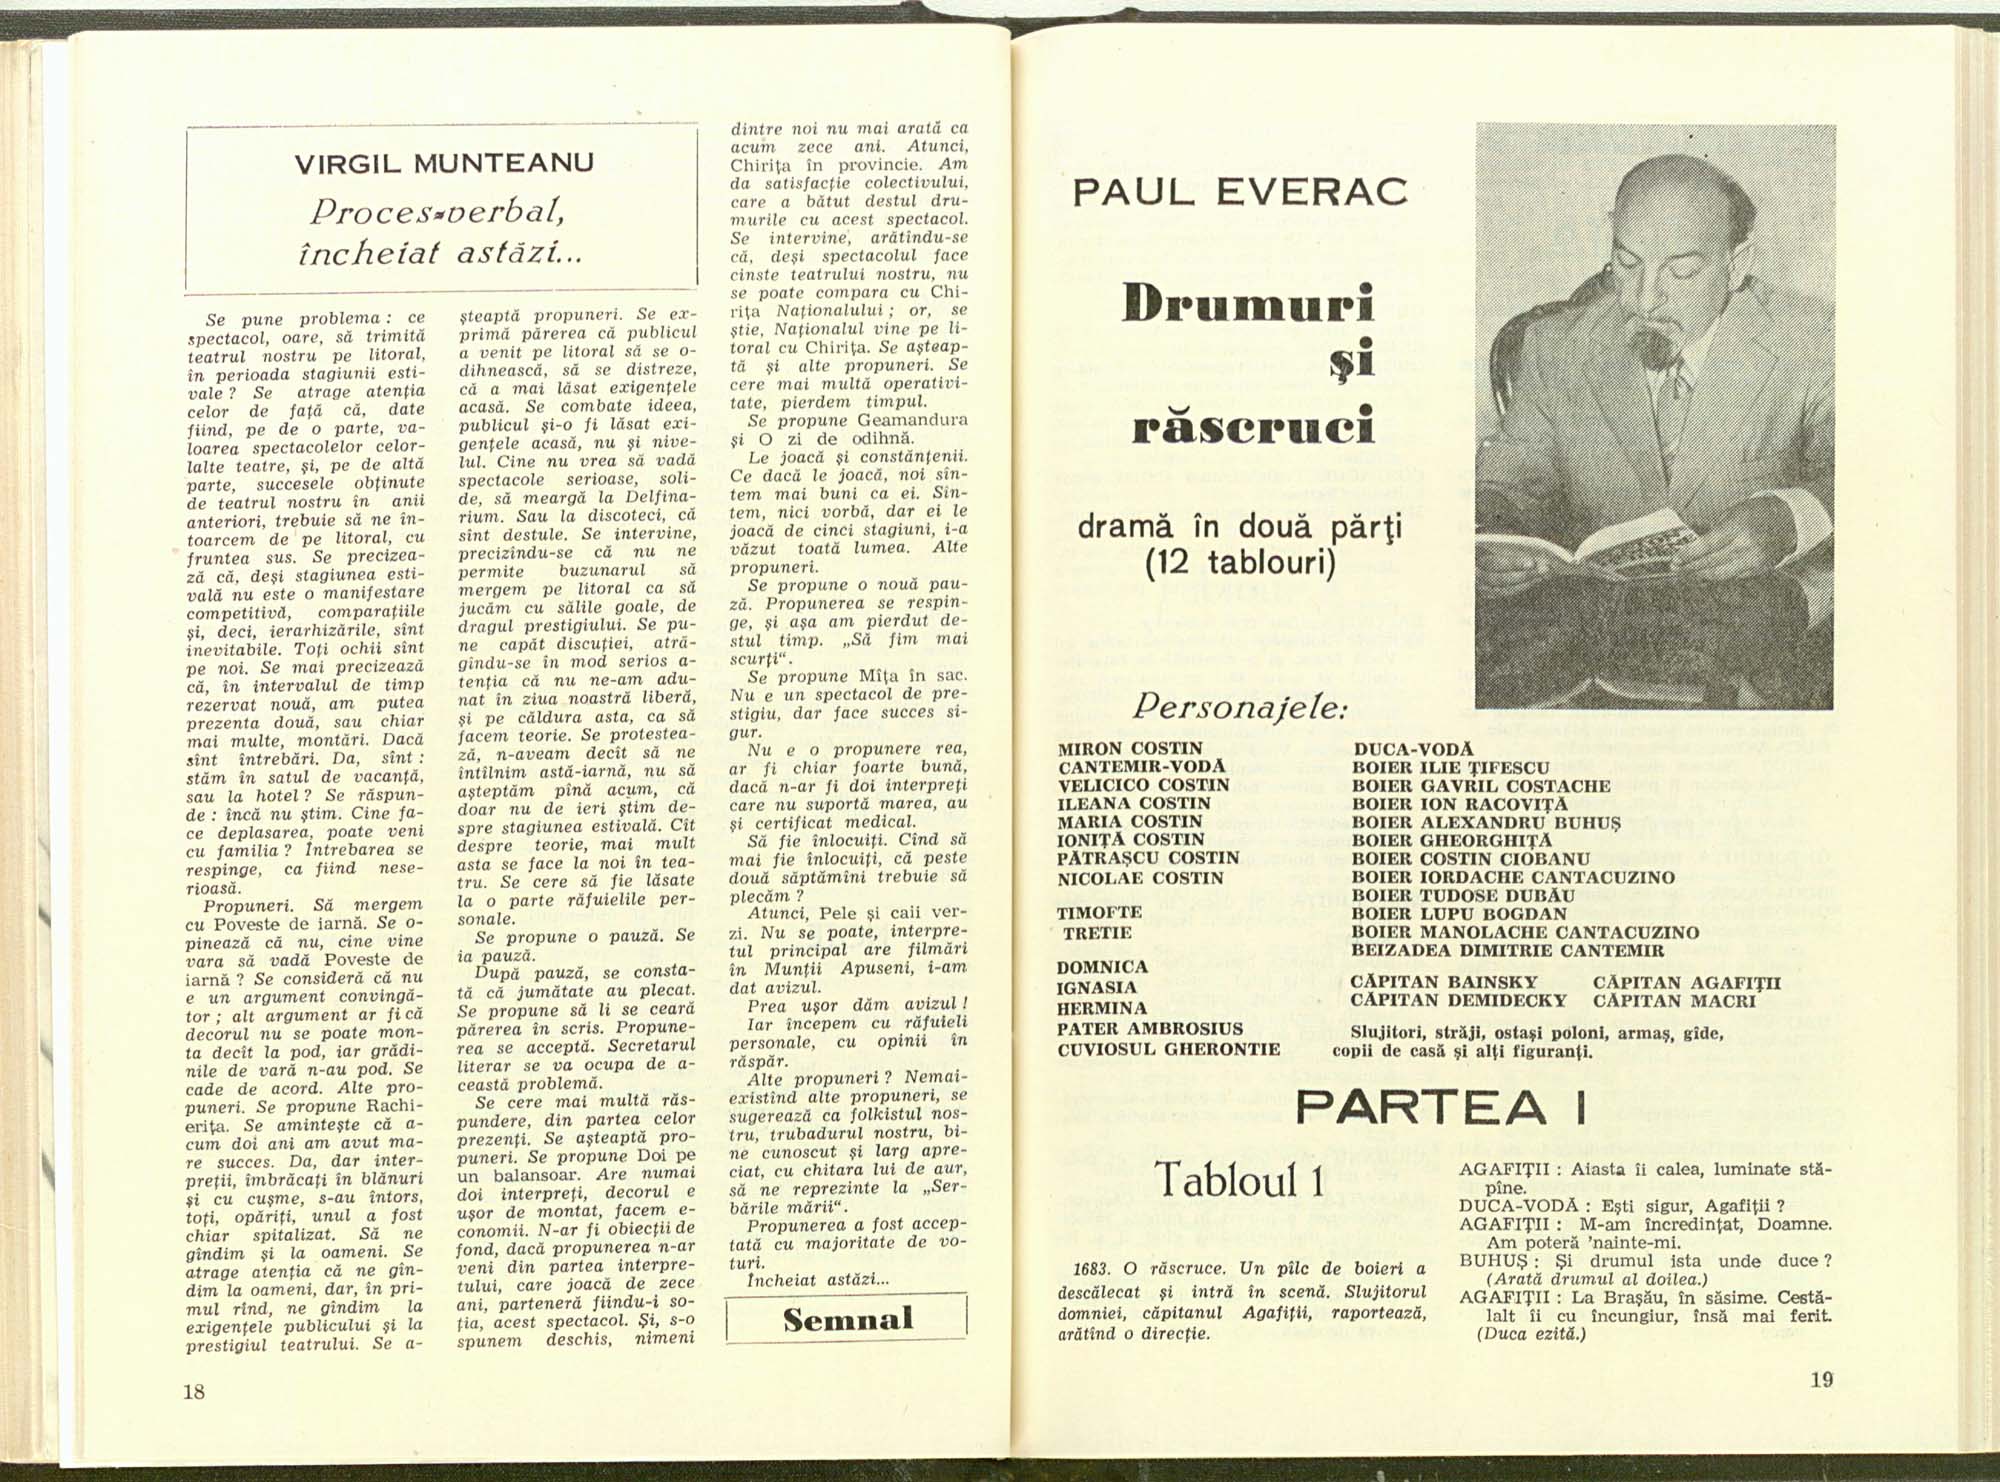 VIRGIL MUNTEANU
Proces-verbal,
încheiat astăzi...
Se pune problema : ce
spectacol, oare, să trimită
teatrul nostru pe litoral,
în perioada stagiunii esti-
vale ? Se atrage atenția
celor de față că, date
fiind, pe de o parte, va-
loarea spectacolelor celor-
lalte teatre, și, pe de altă
parte, succesele obținute
de teatrul nostru în anii
anteriori, trebuie să ne în-
toarcem de pe litoral, cu
fruntea sus. Se precizea-
ză că, deși stagiunea esti-
vală nu este o manifestare
competitivă, comparațiile
și, deci, ierarhizările, sînt
inevitabile. Toți ochii sînt
pe noi. Se mai precizează
că, în intervalul de timp
rezervat nouă, am putea
prezenta două, sau chiar
mai multe, montări. Dacă
sînt întrebări. Da, sînt :
stăm în satul de vacanță,
sau la hotel ? Se răspun-
de : încă nu știm. Cine fa-
ce deplasarea, poate veni
cu familia ? Întrebarea se
respinge, ca fiind nese-
rioasă.
Propuneri. Să mergem
cu Poveste de iarnă. Se o-
pinează că nu, cine vine
vara să vadă Poveste de
iarnă ? Se consideră că nu
e un argument convingă-
tor ; alt argument ar fi că
decorul nu se poate mon-
ta decît la pod, iar grădi-
nile de vară n-au pod. Se
cade de acord. Alte pro-
puneri. Se propune Rachi-
erița. Se amintește că a-
cum doi ani am avut ma-
re succes. Da, dar inter-
preții, îmbrăcați în blănuri
și cu cușme, s-au întors,
toți, opăriți, unul a fost
chiar spitalizat. Să ne
gîndim și la oameni. Se
atrage atenția că ne gîn-
dim la oameni, dar, în pri-
mul rînd, ne gîndim la
exigențele publicului și la
prestigiul teatrului. Se a-
șteaptă propuneri. Se ex-
primă părerea că publicul
a venit pe litoral să se o-
dihnească, să se distreze,
că a mai lăsat exigențele
acasă. Se combate ideea,
publicul și-o fi lăsat exi-
gențele acasă, nu și nive-
lul. Cine nu vrea să vadă
spectacole serioase, soli-
de, să meargă la Delfina-
rium. Sau la discoteci, că
sînt destule. Se intervine,
precizîndu-se că nu ne
permite buzunarul să
mergem pe litoral ca să
jucăm cu sălile goale, de
dragul prestigiului. Se pu-
ne capăt discuției, atră-
gîndu-se în mod serios a-
tenția că nu ne-am adu-
nat în ziua noastră liberă,
și pe căldura asta, ca să
facem teorie. Se protestea-
ză, n-aveam decît să ne
întîlnim astă-iarnă, nu să
așteptăm pînă acum, că
doar nu de ieri știm de-
spre stagiunea estivală. Cît
despre teorie, mai mult
asta se face la noi în tea-
tru. Se cere să fie lăsate
la o parte răfuielile per-
sonale.
Se propune o pauză. Se
ia pauză.
După pauză, se consta-
tă că jumătate au plecat.
Se propune să li se ceară
părerea în scris. Propune-
rea se acceptă. Secretarul
literar se va ocupa de a-
ceastă problemă.
Se cere mai multă răs-
pundere, din partea celor
prezenți. Se așteaptă pro-
puneri. Se propune Doi pe
un balansoar. Are numai
doi interpreți, decorul e
ușor de montat, facem e-
conomii. N-ar fi obiecții de
fond, dacă propunerea n-ar
veni din partea interpre-
tului, care joacă de zece
ani, parteneră fiindu-i so-
ția, acest spectacol. Și, s-o
spunem deschis, nimeni
dintre noi nu mai arată ca
acum zece ani. Atunci,
Chirița în provincie. Am
da satisfacție colectivului,
care a bătut destul dru-
murile cu acest spectacol.
Se intervine, arătîndu-se
că, deși spectacolul face
cinste teatrului nostru, nu
se poate compara cu Chi-
rița Naționalului ; or, se
știe, Naționalul vine pe li-
toral cu Chirița. Se așteap-
tă și alte propuneri. Se
cere mai multă operativi-
tate, pierdem timpul.
Se propune Geamandura
și O zi de odihnă.
Le joacă și constănțenii.
Ce dacă le joacă, noi sîn-
tem mai buni ca ei. Sîn-
tem, nici vorbă, dar ei le
joacă de cinci stagiuni, i-a
văzut toată lumea. Alte
propuneri.
Se propune o nouă pau-
ză. Propunerea se respin-
ge, și așa am pierdut de-
stul timp. „Să fim mai
scurți“.
Se propune Mîța în sac.
Nu e un spectacol de pre-
stigiu, dar face succes si-
gur.
Nu e o propunere rea,
ar fi chiar foarte bună,
dacă n-ar fi doi interpreți
care nu suportă marea, au
și certificat medical.
Să fie înlocuiți. Cînd să
mai fie înlocuiți, că peste
două săptămîni trebuie să
plecăm ?
Atunci, Pele și caii ver-
zi. Nu se poate, interpre-
tul principal are filmări
în Munții Apuseni, i-am
dat avizul.
Prea ușor dăm avizul !
Iar începem cu răfuieli
personale, cu opinii în
răspăr.
Alte propuneri ? Nemai-
existînd alte propuneri, se
sugerează ca folkistul nos-
tru, trubadurul nostru, bi-
ne cunoscut și larg apre-
ciat, cu chitara lui de aur,
să ne reprezinte la „Ser-
bările mării“.
Propunerea a fost accep-
tată cu majoritate de vo-
turi.
Încheiat astăzi...
Semnal
18
PAUL EVERAC
Drumuri
și
răscruci
dramă în două părți
(12 tablouri)
Personajele:
MIRON COSTIN
CANTEMIR-VODĂ
VELICICO COSTIN
ILEANA COSTIN
MARIA COSTIN
IONIȚĂ COSTIN
PĂTRAȘCU COSTIN
NICOLAE COSTIN
TIMOFTE
TRETIE
DOMNICA
IGNASIA
HERMINA
PATER AMBROSIUS
CUVIOSUL GHERONTIE
DUCA-VODĂ
BOIER ILIE ȚIFESCU
BOIER GAVRIL COSTACHE
BOIER ION RACOVIȚĂ
BOIER ALEXANDRU BUHUȘ
BOIER GHEORGHIȚĂ
BOIER COSTIN CIOBANU
BOIER IORDACHE CANTACUZINO
BOIER TUDOSE DUBĂU
BOIER LUPU BOGDAN
BOIER MANOLACHE CANTACUZINO
BEIZADEA DIMITRIE CANTEMIR
CĂPITAN BAINSKY CĂPITAN AGAFIȚII
CĂPITAN DEMIDECKY CĂPITAN MACRI
Slujitori, străji, ostași poloni, armaș, gîde,
copii de casă și alți figuranți.
PARTEA I
Tabloul 1
1683. O răscruce. Un pîlc de boieri a
descălecat și intră în scenă. Slujitorul
domniei, căpitanul Agafiții, raportează,
arătînd o direcție.
AGAFIȚII : Aiasta îi calea, luminate stă-
pîne.
DUCA-VODĂ : Ești sigur, Agafiții ?
AGAFIȚII : M-am încredințat, Doamne.
Am poteră ’nainte-mi.
BUHUȘ : Și drumul ista unde duce ?
(Arată drumul al doilea.)
AGAFIȚII : La Brașău, în săsime. Cestă-
lalt îi cu încungiur, însă mai ferit.
(Duca ezită.)
19